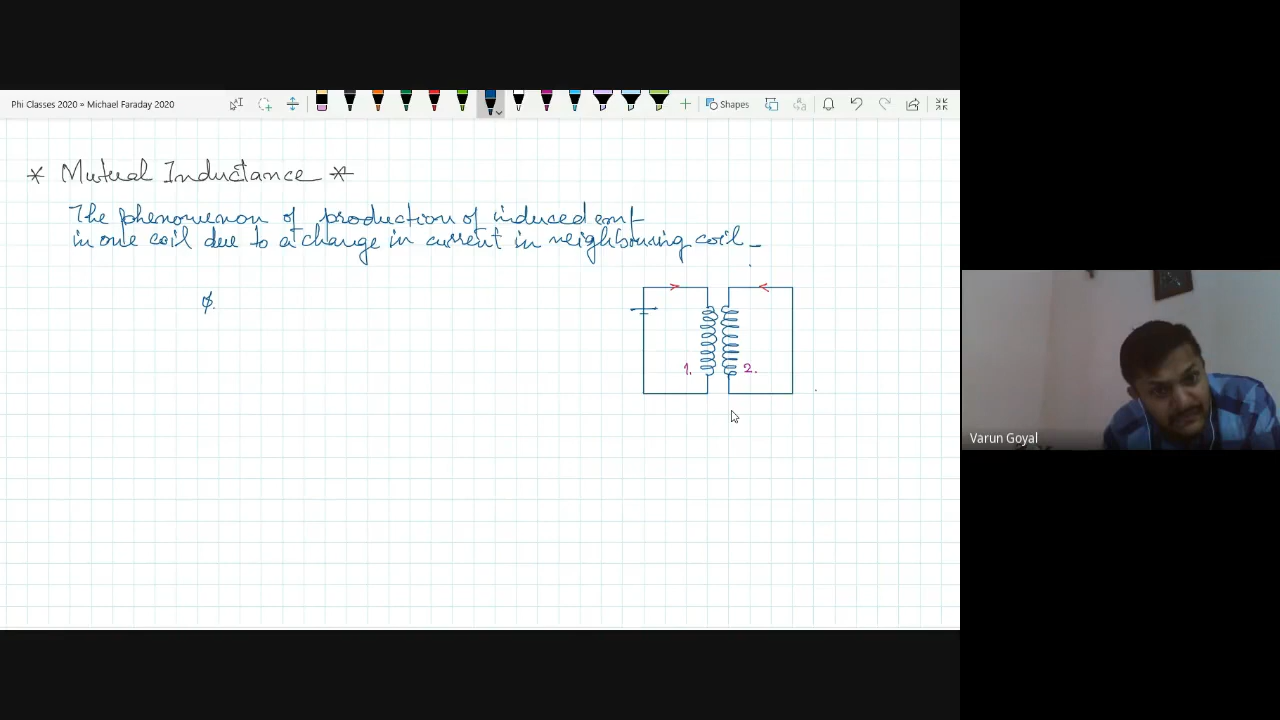 Phi Classes 2020 » Michael Faraday 2020
Shapes
* Mutual Inductance *
The phenomenon of production of induced emf
in one coil due to a change in current in neighbouring coil -
φ.
1.
2.
Varun Goyal